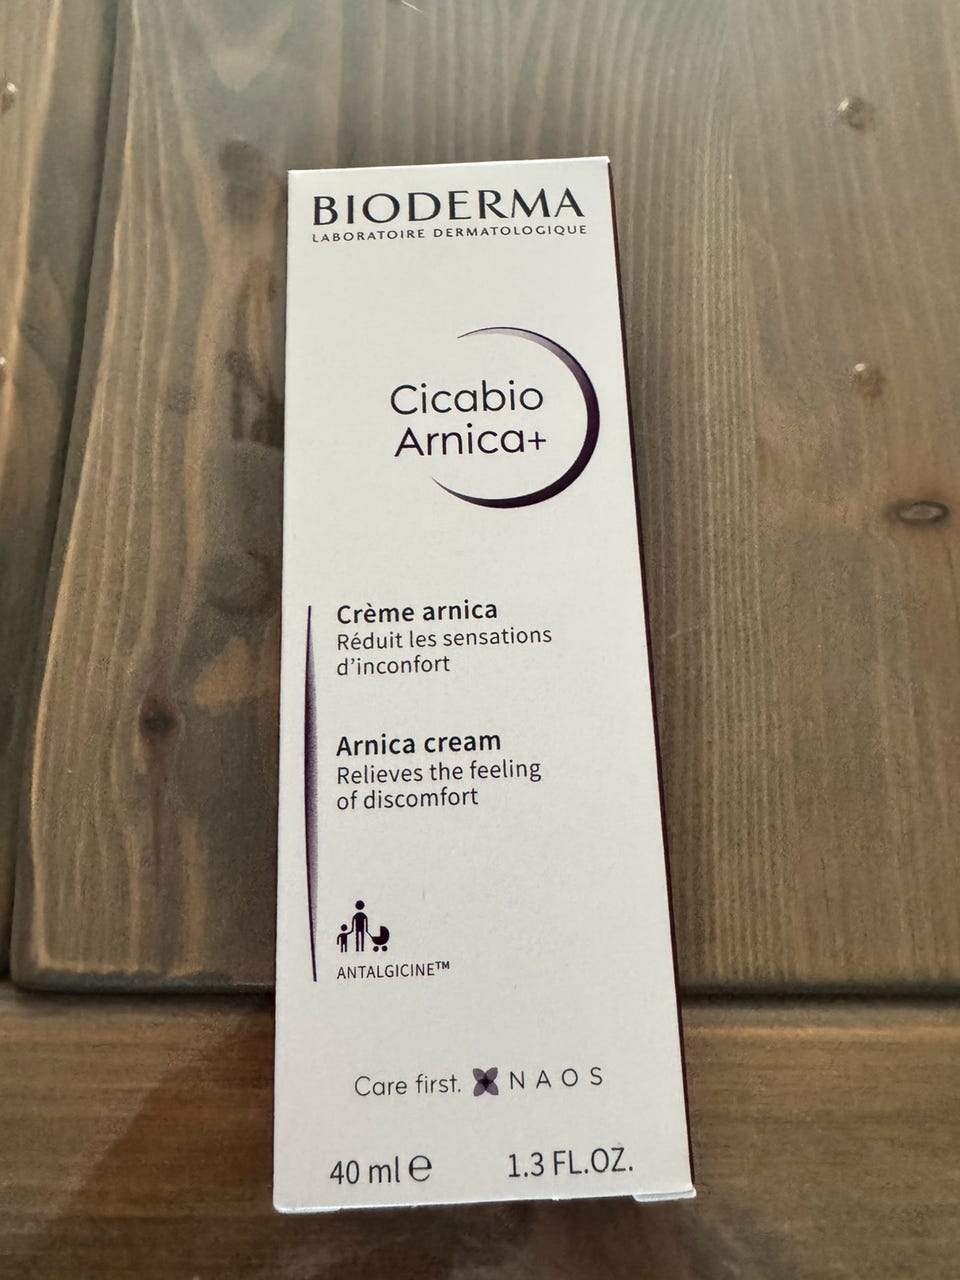 BIODERMA
LABORATOIRE DERMATOLOGIQUE
Cicabio
Arnica+
Crème arnica
Réduit les sensations
d'inconfort
Arnica cream
Relieves the feeling
of discomfort
ANTALGICINE™
Care first. NAOS
40 ml ℮ 1.3 FL.OZ.